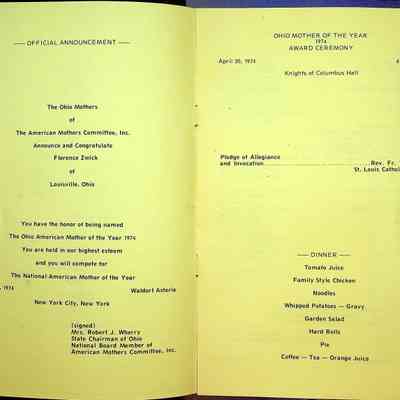 — OFFICIAL ANNOUNCEMENT —
The Ohio Mothers
of
The American Mothers Committee, Inc.
Announce and Congratulate
Florence Zwick
of
Louisville, Ohio
You have the honor of being named
The Ohio American Mother of the Year 1974
You are held in our highest esteem
and you will compete for
The National American Mother of the Year
, 1974 Waldorf Astoria
New York City, New York
(signed)
Mrs. Robert J. Wherry
State Chairman of Ohio
National Board Member of
American Mothers Committee, Inc.
OHIO MOTHER OF THE YEAR
1974
AWARD CEREMONY
April 20, 1974
Knights of Columbus Hall
Pledge of Allegiance
and Invocation Rev. Fr.
St. Louis Cathol
— DINNER —
Tomato Juice
Family Style Chicken
Noodles
Whipped Potatoes — Gravy
Garden Salad
Hard Rolls
Pie
Coffee — Tea — Orange Juice